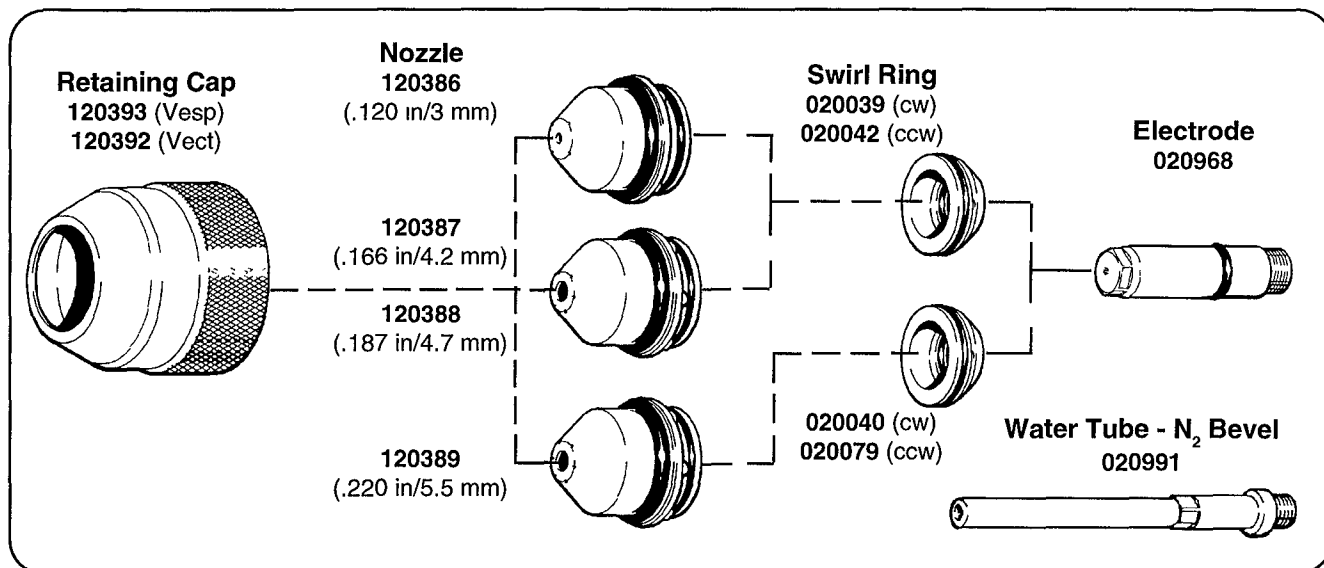 Retaining Cap
120393 (Vesp)
120392 (Vect)
Nozzle
120386
(.120 in/3 mm)
120387
(.166 in/4.2 mm)
120388
(.187 in/4.7 mm)
120389
(.220 in/5.5 mm)
Swirl Ring
020039 (cw)
020042 (ccw)
020040 (cw)
020079 (ccw)
Electrode
020968
Water Tube - N₂ Bevel
020991